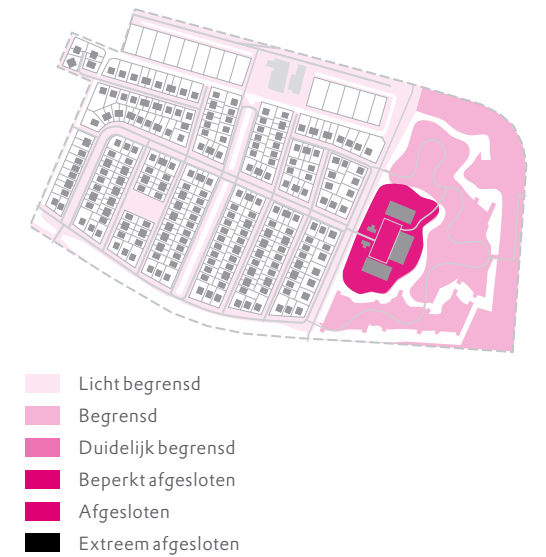 Licht begrensd
Begrensd
Duidelijk begrensd
Beperkt afgesloten
Afgesloten
Extreem afgesloten